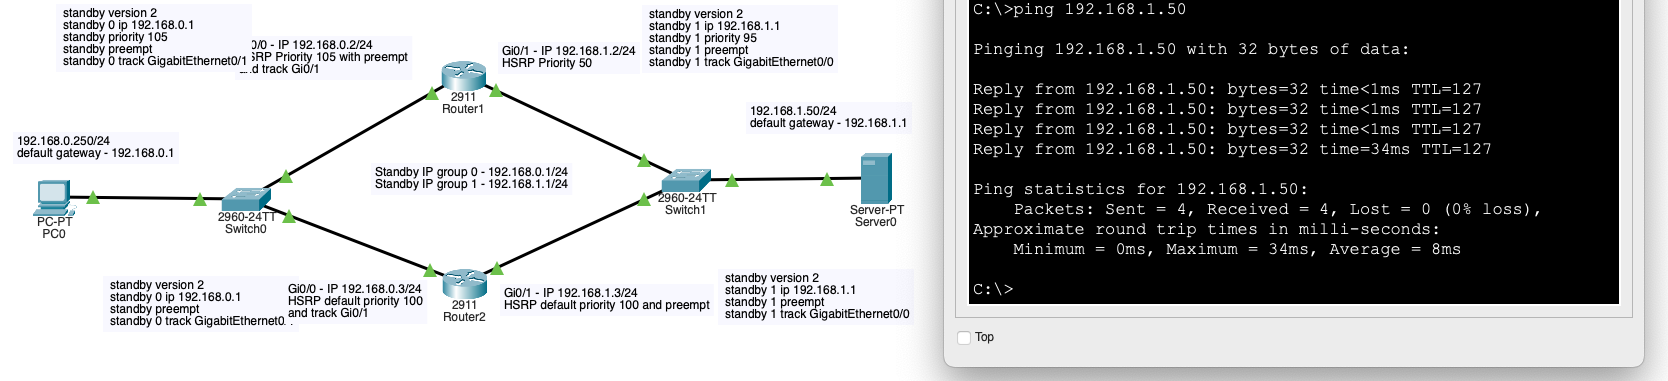 standby version 2
standby 0 ip 192.168.0.1
standby priority 105
standby preempt
standby 0 track GigabitEthernet0/1
0/0 - IP 192.168.0.2/24
SRP Priority 105 with preempt
nd track Gi0/1
Gi0/1 - IP 192.168.1.2/24
HSRP Priority 50
standby version 2
standby 1 ip 192.168.1.1
standby 1 priority 95
standby 1 preempt
standby 1 track GigabitEthernet0/0
2911
Router1
192.168.0.250/24
default gateway - 192.168.0.1
192.168.1.50/24
default gateway - 192.168.1.1
Standby IP group 0 - 192.168.0.1/24
Standby IP group 1 - 192.168.1.1/24
PC-PT
PC0
2960-24TT
Switch0
2960-24TT
Switch1
Server-PT
Server0
standby version 2
standby 0 ip 192.168.0.1
standby preempt
standby 0 track GigabitEthernet0
Gi0/0 - IP 192.168.0.3/24
HSRP default priority 100
and track Gi0/1
2911
Router2
Gi0/1 - IP 192.168.1.3/24
HSRP default priority 100 and preempt
standby version 2
standby 1 ip 192.168.1.1
standby 1 preempt
standby 1 track GigabitEthernet0/0
C:\>ping 192.168.1.50
Pinging 192.168.1.50 with 32 bytes of data:
Reply from 192.168.1.50: bytes=32 time<1ms TTL=127
Reply from 192.168.1.50: bytes=32 time<1ms TTL=127
Reply from 192.168.1.50: bytes=32 time<1ms TTL=127
Reply from 192.168.1.50: bytes=32 time=34ms TTL=127
Ping statistics for 192.168.1.50:
Packets: Sent = 4, Received = 4, Lost = 0 (0% loss),
Approximate round trip times in milli-seconds:
Minimum = 0ms, Maximum = 34ms, Average = 8ms
C:\>
Top